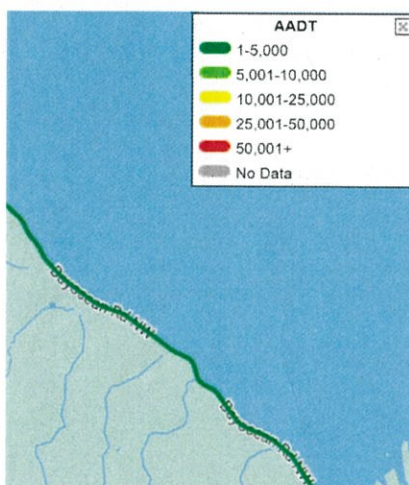 AADT
1-5,000
5,001-10,000
10,001-25,000
25,001-50,000
50,001+
No Data
Bayocean Rd NW
Bayocean Rd NW